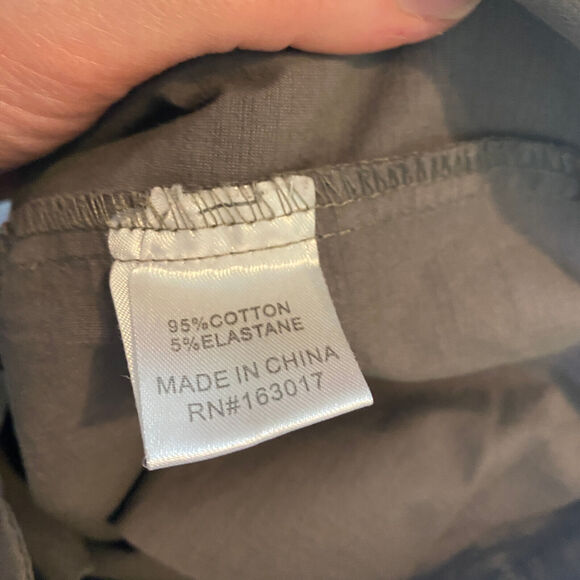 95%COTTON
5%ELASTANE
MADE IN CHINA
RN#163017